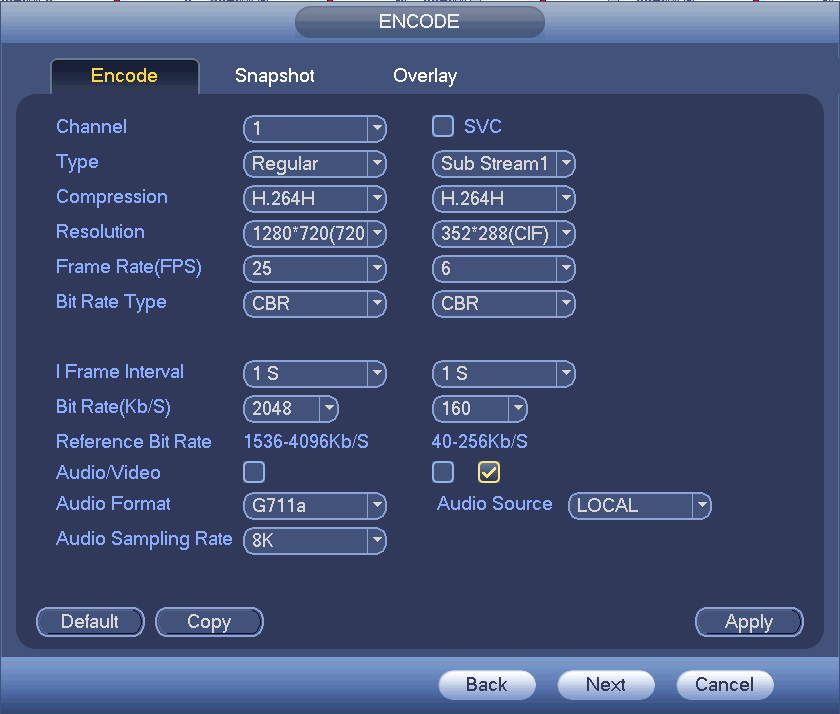 ENCODE
Encode Snapshot Overlay
Channel 1 SVC
Type Regular Sub Stream1
Compression H.264H H.264H
Resolution 1280*720(720 352*288(CIF)
Frame Rate(FPS) 25 6
Bit Rate Type CBR CBR
I Frame Interval 1 S 1 S
Bit Rate(Kb/S) 2048 160
Reference Bit Rate 1536-4096Kb/S 40-256Kb/S
Audio/Video
Audio Format G711a Audio Source LOCAL
Audio Sampling Rate 8K
Default Copy Apply
Back Next Cancel